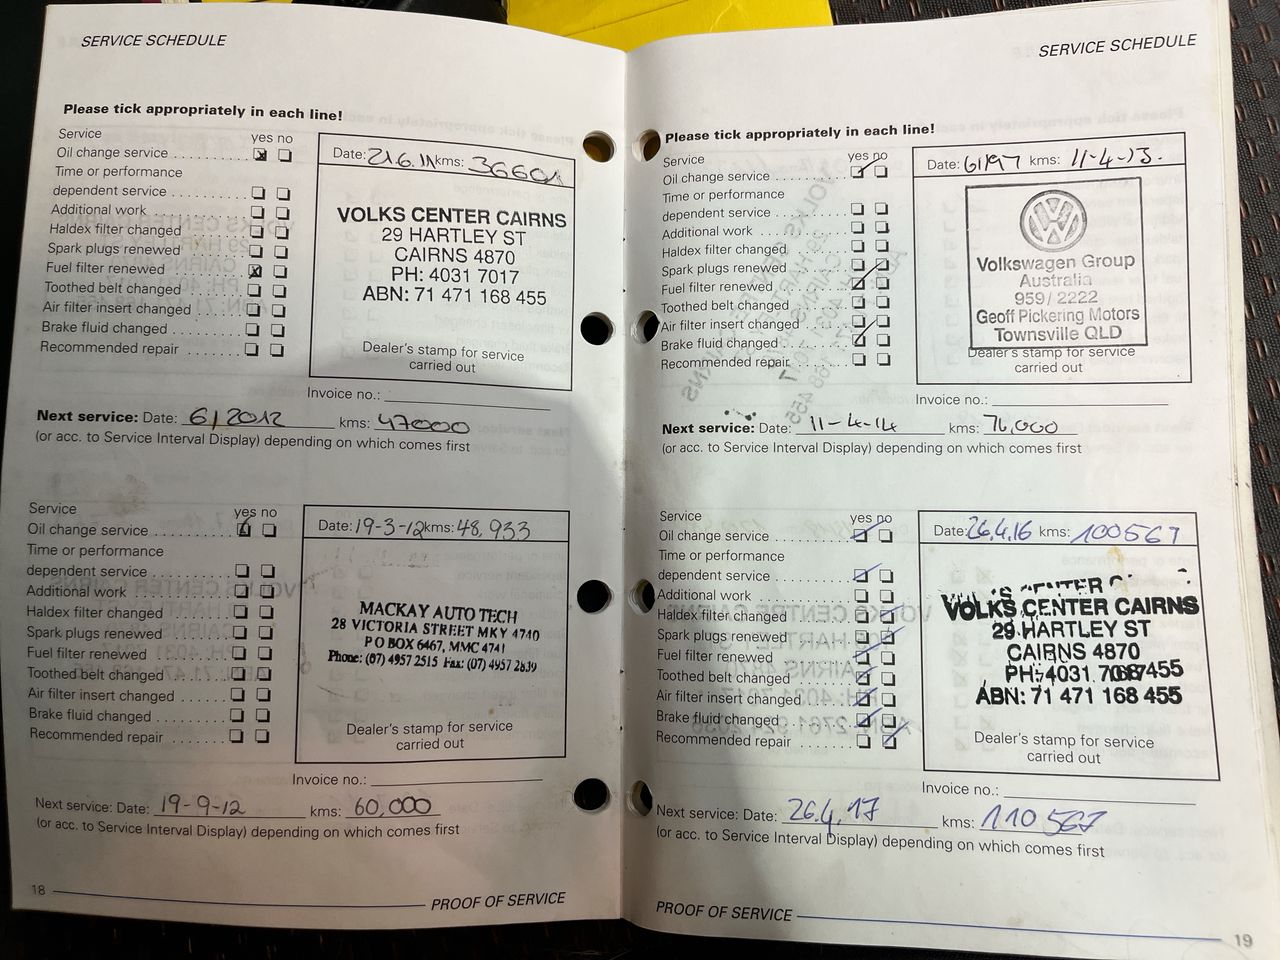 SERVICE SCHEDULE
Please tick appropriately in each line!
Service
yes no
Oil change service
Time or performance
dependent service
Additional work
Haldex filter changed
Spark plugs renewed
Fuel filter renewed
Toothed belt changed
Air filter insert changed
Brake fluid changed
Recommended repair
Date: 21.6.11 kms: 36601
VOLKS CENTER CAIRNS
29 HARTLEY ST
CAIRNS 4870
PH: 4031 7017
ABN: 71 471 168 455
Dealer's stamp for service
carried out
Invoice no.:
Next service: Date: 6/2012 kms: 47000
(or acc. to Service Interval Display) depending on which comes first
Service
yes no
Oil change service
Time or performance
dependent service
Additional work
Haldex filter changed
Spark plugs renewed
Fuel filter renewed
Toothed belt changed
Air filter insert changed
Brake fluid changed
Recommended repair
Date: 19-3-12 kms: 48,933
MACKAY AUTO TECH
28 VICTORIA STREET MKY 4740
P O BOX 6467, MMC 4741
Phone: (07) 4957 2515 Fax: (07) 4957 2839
Dealer's stamp for service
carried out
Invoice no.:
Next service: Date: 19-9-12 kms: 60,000
(or acc. to Service Interval Display) depending on which comes first
18
PROOF OF SERVICE
SERVICE SCHEDULE
Please tick appropriately in each line!
Service
yes no
Oil change service
Time or performance
dependent service
Additional work
Haldex filter changed
Spark plugs renewed
Fuel filter renewed
Toothed belt changed
Air filter insert changed
Brake fluid changed
Recommended repair
Date: 61197 kms: 11-4-13.
Volkswagen Group
Australia
959/ 2222
Geoff Pickering Motors
Townsville QLD
Dealer's stamp for service
carried out
Invoice no.:
Next service: Date: 11-4-14 kms: 76,000
(or acc. to Service Interval Display) depending on which comes first
Service
yes no
Oil change service
Time or performance
dependent service
Additional work
Haldex filter changed
Spark plugs renewed
Fuel filter renewed
Toothed belt changed
Air filter insert changed
Brake fluid changed
Recommended repair
Date: 26.4.16 kms: 100567
VOLKS CENTER CAIRNS
29 HARTLEY ST
CAIRNS 4870
PH: 4031
ABN: 71 471 168 455
Dealer's stamp for service
carried out
Invoice no.:
Next service: Date: 26.4.17 kms: 110 567
(or acc. to Service Interval Display) depending on which comes first
PROOF OF SERVICE
19